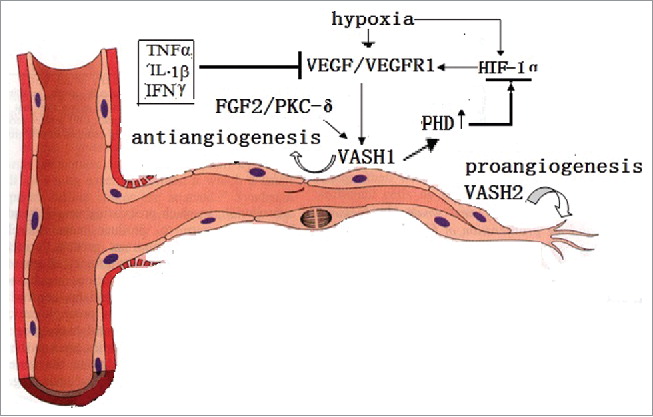 hypoxia
TNFα
IL-1β
IFNγ
VEGF/VEGFR1
HIF-1α
FGF2/PKC-δ
PHD↑
antiangiogenesis
VASH1
proangiogenesis
VASH2